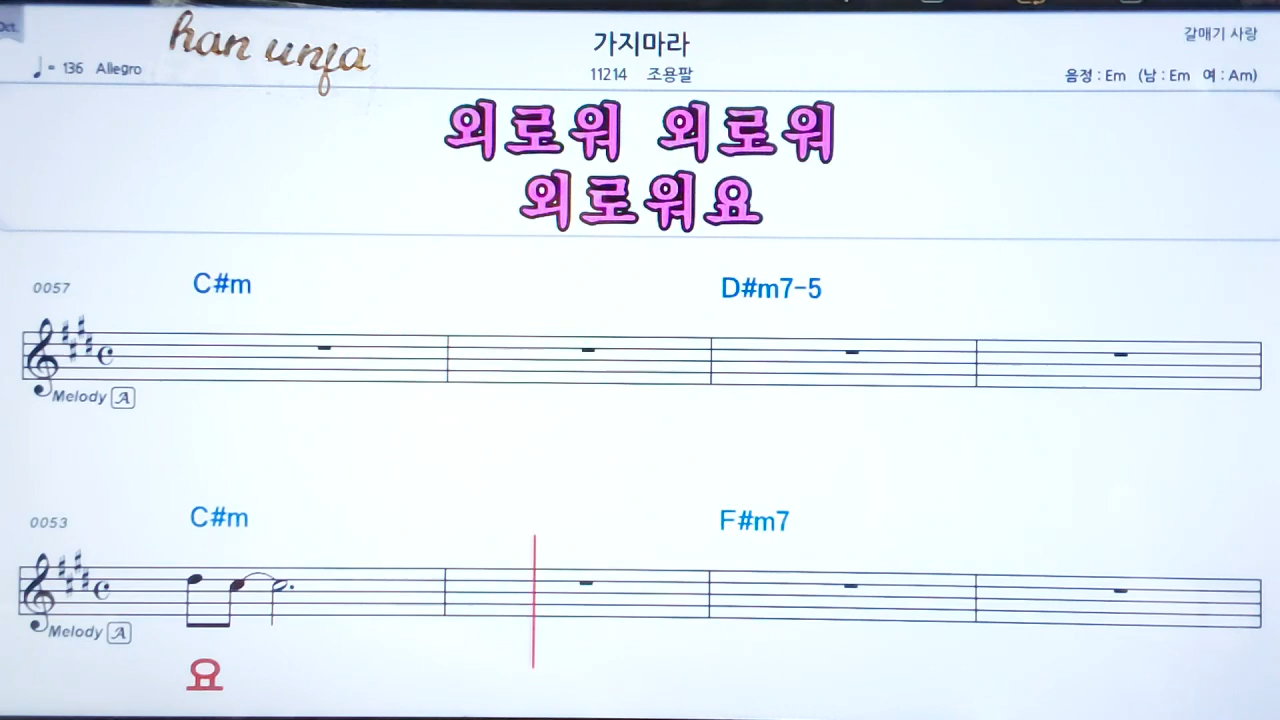 Oct.
han unja
가지마라
갈매기 사랑
♩= 136 Allegro
11214 조용팔
음정 : Em (남 : Em 여 : Am)
외로워 외로워
외로워요
0057
C#m D#m7-5
Melody A
0053
C#m F#m7
Melody A
요